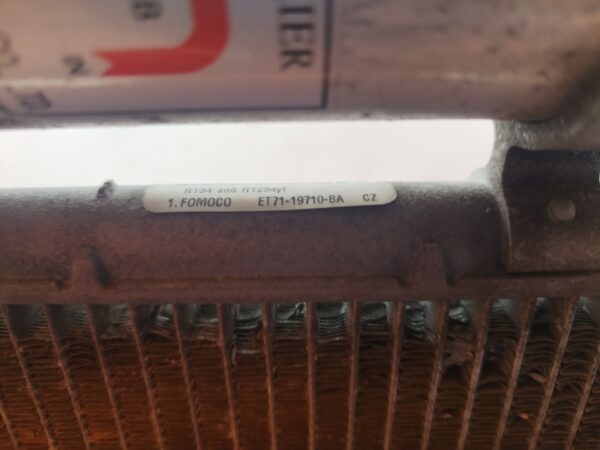 IER
R134 and R1234yf
1. FOMOCO ET71-19710-BA CZ